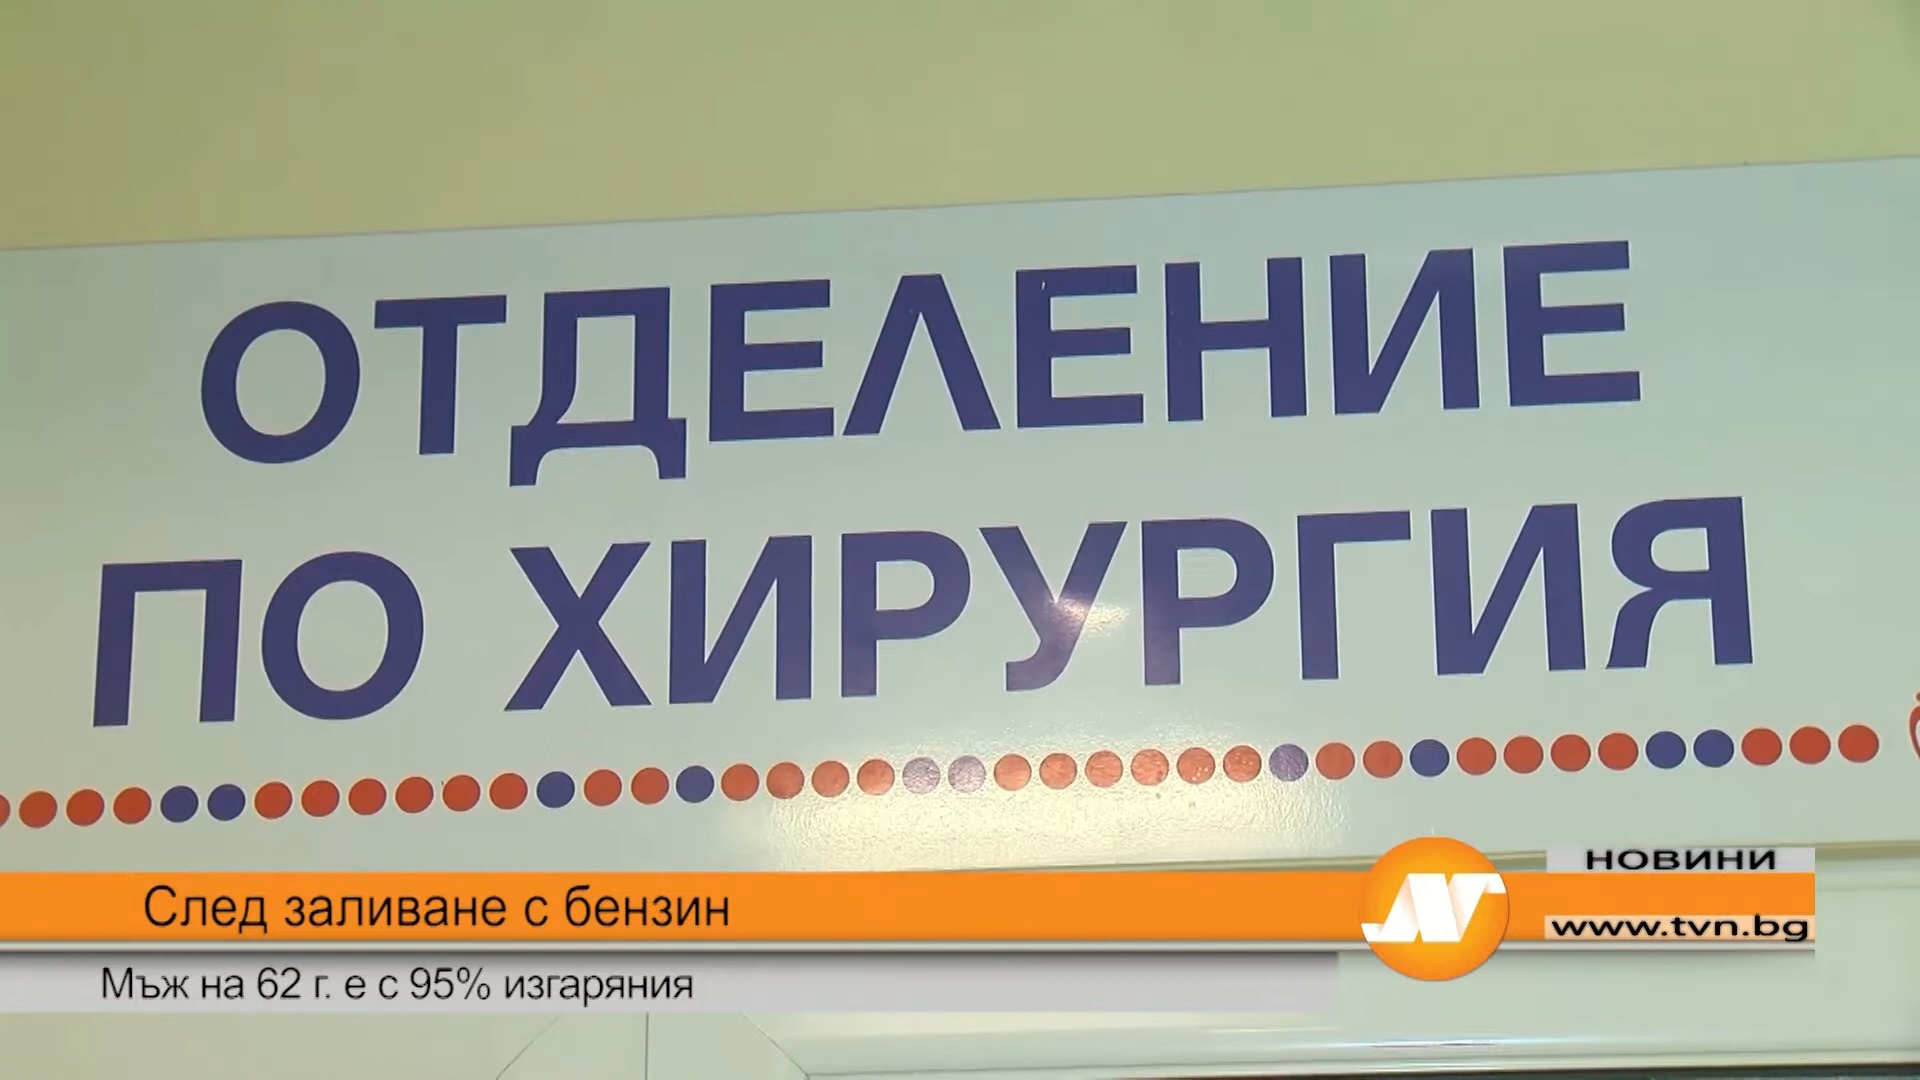 ОТДЕЛЕНИЕ
ПО ХИРУРГИЯ
След заливане с бензин
Мъж на 62 г. е с 95% изгаряния
НОВИНИ
www.tvn.bg